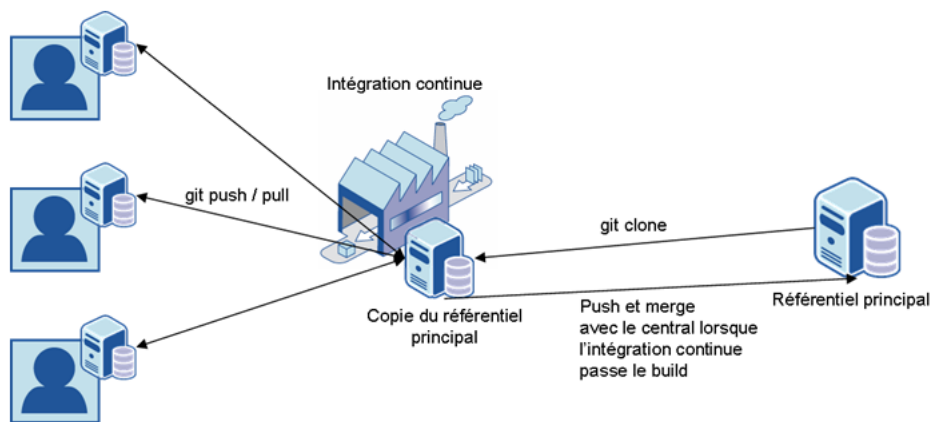 Intégration continue
git push / pull
git clone
Copie du référentiel
principal
Push et merge
avec le central lorsque
l'intégration continue
passe le build
Référentiel principal